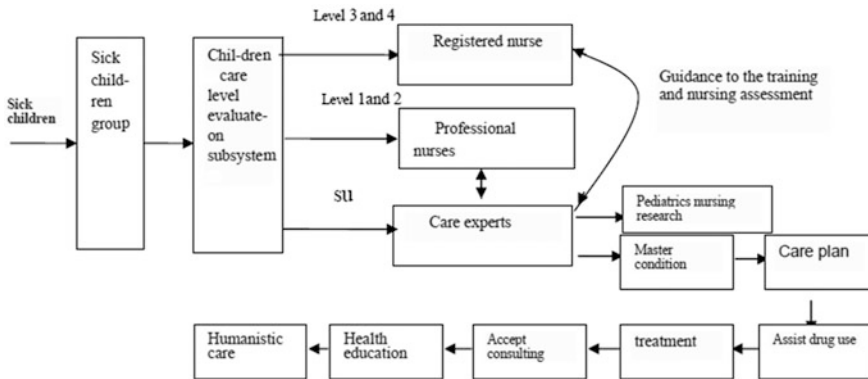 Level 3 and 4
Registered nurse
Guidance to the training
and nursing assessment
Sick
children
Sick
child-
ren
group
Chil-dren
care
level
evaluate-
on
subsystem
Level 1and 2
Professional
nurses
su
Care experts
Pediatrics nursing
research
Master
condition
Care plan
Humanistic
care
Health
education
Accept
consulting
treatment
Assist drug use